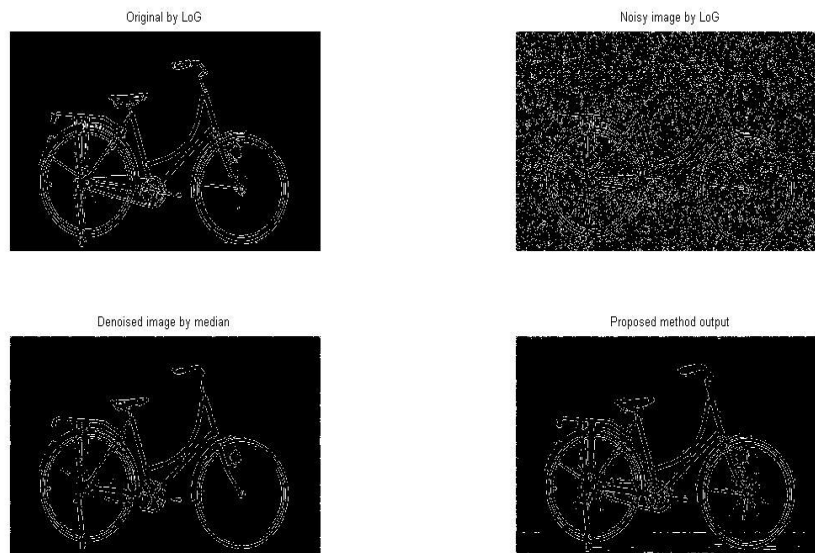 Original by LoG
Noisy image by LoG
Denoised image by median
Proposed method output